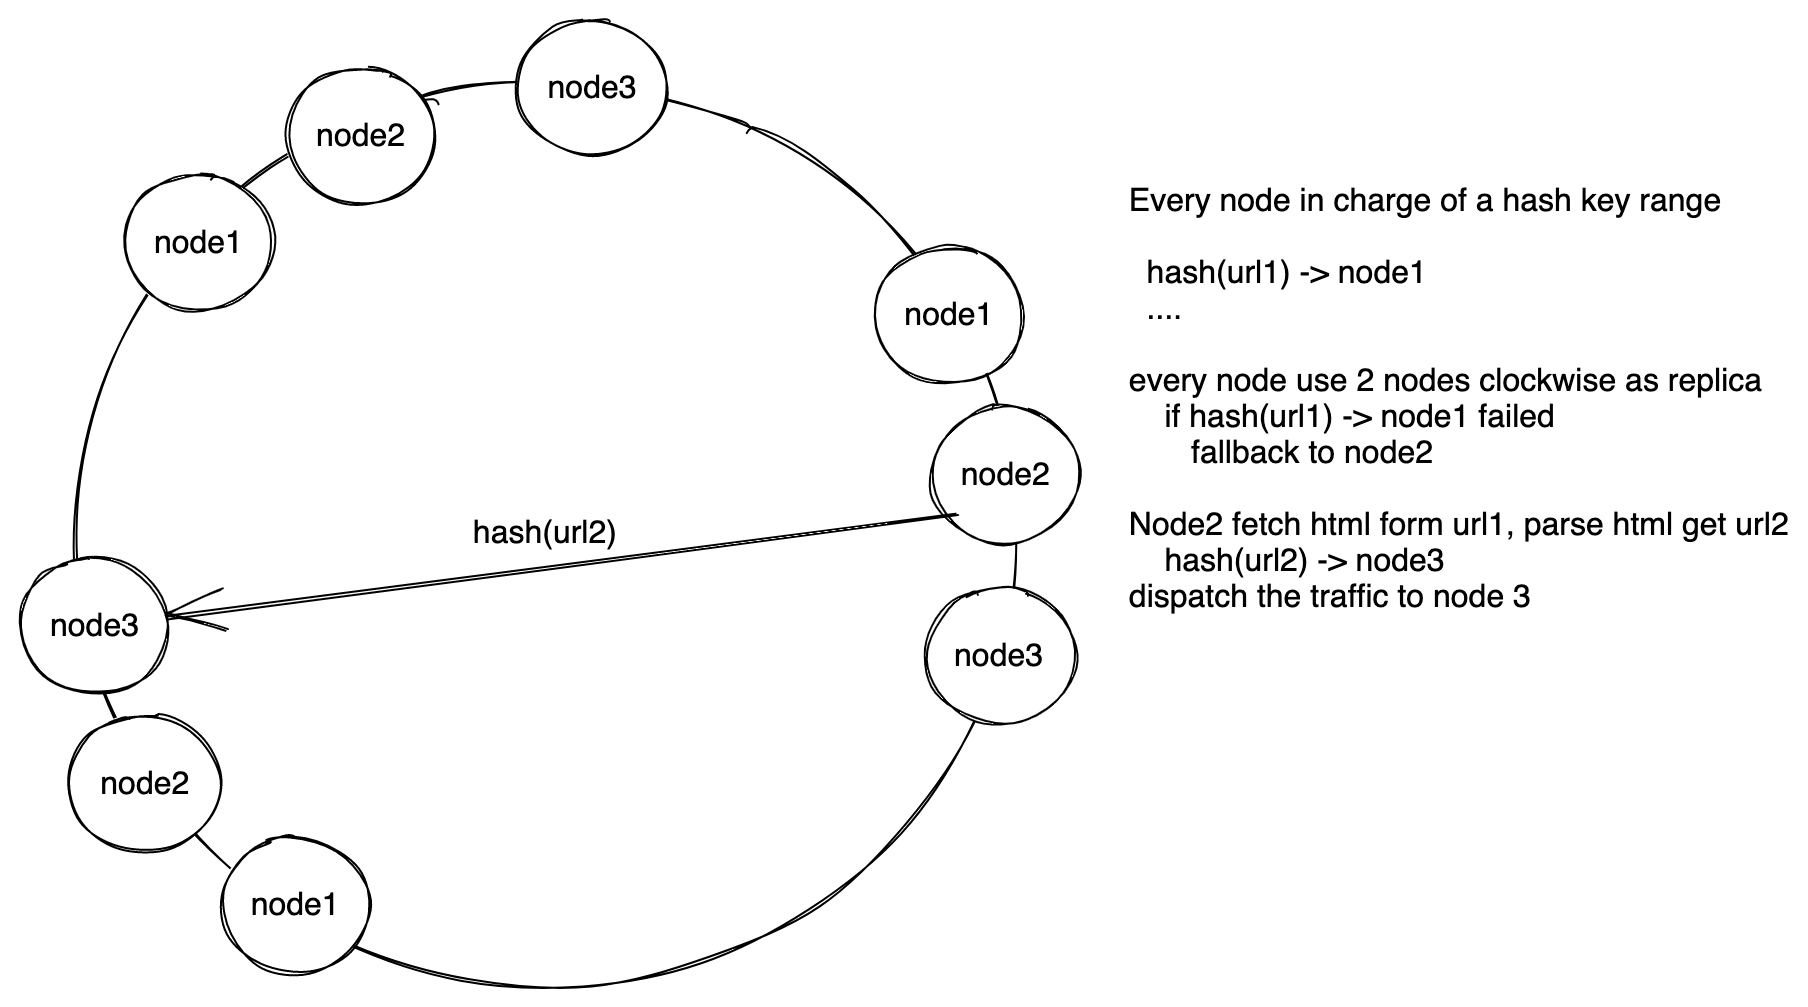 node3
node2
node1
node1
node2
hash(url2)
node3
node3
node2
node1
Every node in charge of a hash key range
hash(url1) -> node1
....
every node use 2 nodes clockwise as replica
if hash(url1) -> node1 failed
fallback to node2
Node2 fetch html form url1, parse html get url2
hash(url2) -> node3
dispatch the traffic to node 3